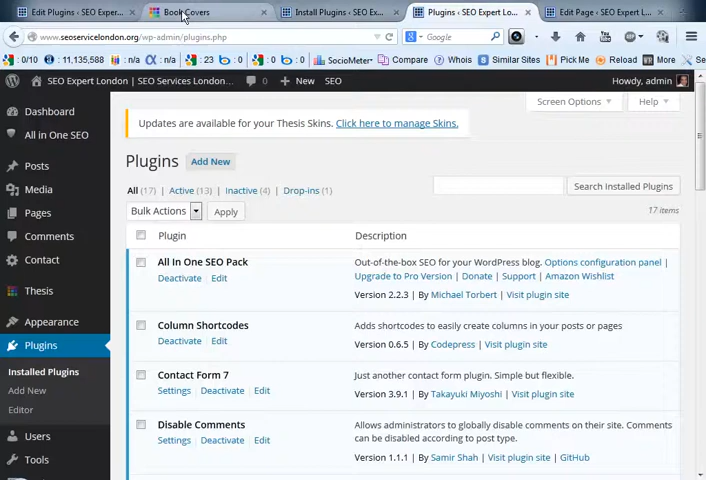 Edit Plugins ‹ SEO Exper... × Book Covers × Install Plugins ‹ SEO Ex... × Plugins ‹ SEO Expert Lo... × Edit Page ‹ SEO Expert L...
www.seoservicelondon.org/wp-admin/plugins.php Google
: 0/10 : 11,135,588 : n/a : n/a SocioMeter Compare Whois Similar Sites Pick Me Reload More
SEO Expert London | SEO Services London... 0 New SEO Howdy, admin
Screen Options Help
Dashboard
All in One SEO
Posts
Media
Pages
Comments
Contact
Thesis
Appearance
Plugins
Installed Plugins
Add New
Editor
Users
Tools
Updates are available for your Thesis Skins. Click here to manage Skins.
Plugins Add New
All (17) | Active (13) | Inactive (4) | Drop-ins (1)
Search Installed Plugins
Bulk Actions Apply
17 items
Plugin Description
All In One SEO Pack
Deactivate | Edit
Out-of-the-box SEO for your WordPress blog. Options configuration panel |
Upgrade to Pro Version | Donate | Support | Amazon Wishlist
Version 2.2.3 | By Michael Torbert | Visit plugin site
Column Shortcodes
Deactivate | Edit
Adds shortcodes to easily create columns in your posts or pages
Version 0.6.5 | By Codepress | Visit plugin site
Contact Form 7
Settings | Deactivate | Edit
Just another contact form plugin. Simple but flexible.
Version 3.9.1 | By Takayuki Miyoshi | Visit plugin site
Disable Comments
Settings | Deactivate | Edit
Allows administrators to globally disable comments on their site. Comments
can be disabled according to post type.
Version 1.1.1 | By Samir Shah | Visit plugin site | GitHub